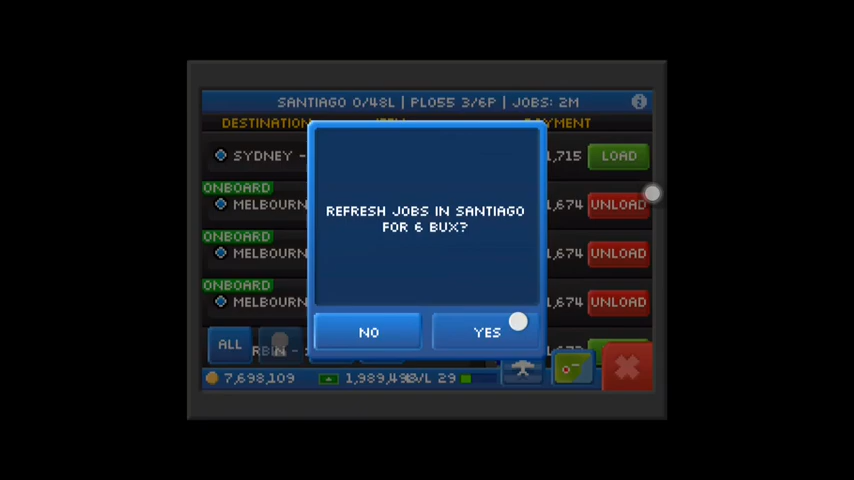 SANTIAGO 0/48L | PL055 3/6P | JOBS: 2M
DESTINATION
PAYMENT
SYDNEY -
1,715
LOAD
ONBOARD
MELBOURN
1,674
UNLOAD
ONBOARD
MELBOURN
1,674
UNLOAD
ONBOARD
MELBOURN
1,674
UNLOAD
REFRESH JOBS IN SANTIAGO
FOR 6 BUX?
NO
YES
ALL
7,698,109
LVL 29